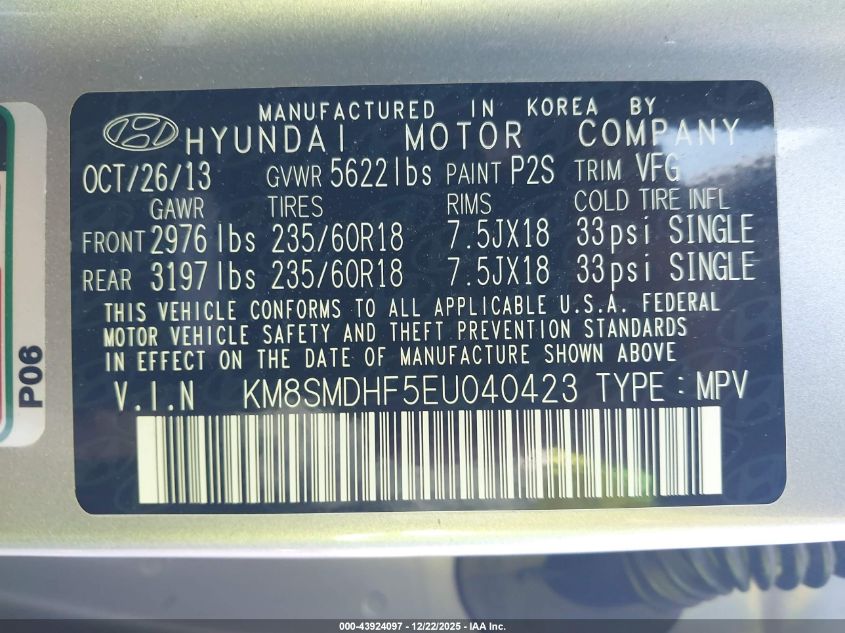 MANUFACTURED IN KOREA BY
HYUNDAI MOTOR COMPANY
OCT/26/13 GVWR 5622lbs PAINT P2S TRIM VFG
GAWR TIRES RIMS COLD TIRE INFL
FRONT 2976lbs 235/60R18 7.5JX18 33psi SINGLE
REAR 3197lbs 235/60R18 7.5JX18 33psi SINGLE
THIS VEHICLE CONFORMS TO ALL APPLICABLE U.S.A. FEDERAL
MOTOR VEHICLE SAFETY AND THEFT PREVENTION STANDARDS
IN EFFECT ON THE DATE OF MANUFACTURE SHOWN ABOVE
V.I.N KM8SMDHF5EU040423 TYPE : MPV
P06
000-43924097 - 12/22/2025 - IAA Inc.